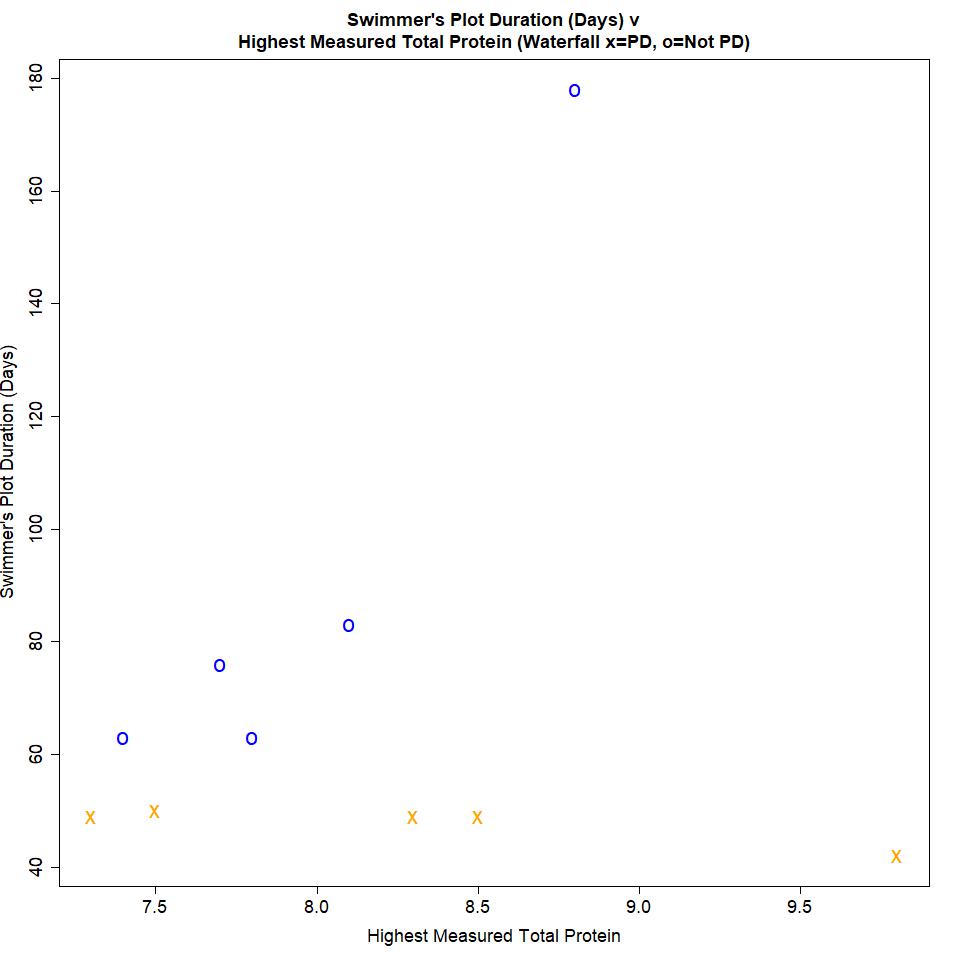 Swimmer's Plot Duration (Days) v
Highest Measured Total Protein (Waterfall x=PD, o=Not PD)
Swimmer's Plot Duration (Days)
180
160
140
120
100
80
60
40
o
o
o
o
o
x
x
x
x
x
7.5 8.0 8.5 9.0 9.5
Highest Measured Total Protein